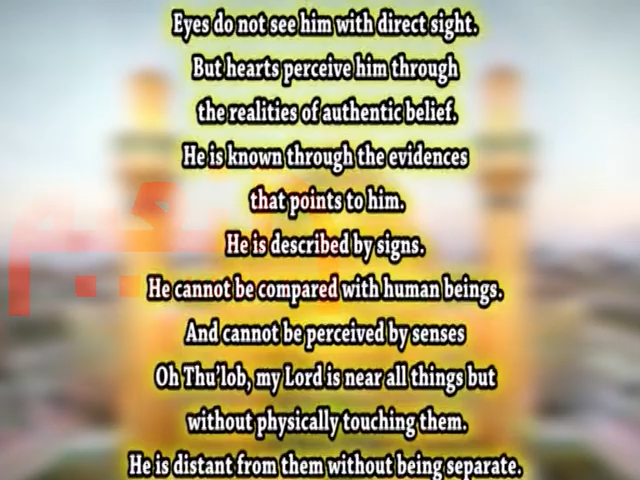 Eyes do not see him with direct sight.
But hearts perceive him through
the realities of authentic belief.
He is known through the evidences
that points to him.
He is described by signs.
He cannot be compared with human beings.
And cannot be perceived by senses
Oh Thu'lob, my Lord is near all things but
without physically touching them.
He is distant from them without being separate.